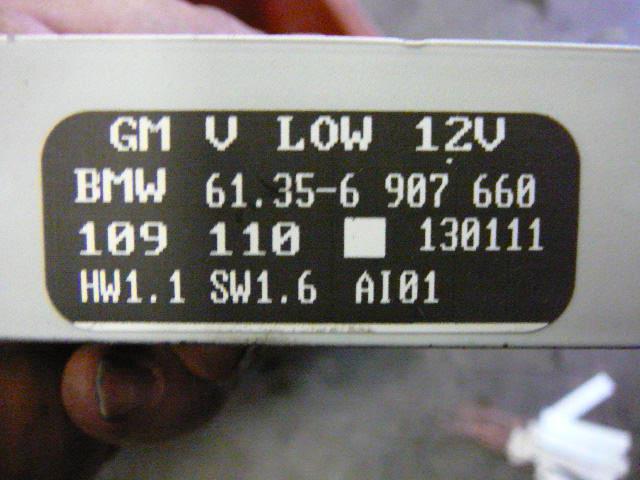 GM V LOW 12V
BMW 61.35-6 907 660
109 110 130111
HW1.1 SW1.6 AI01